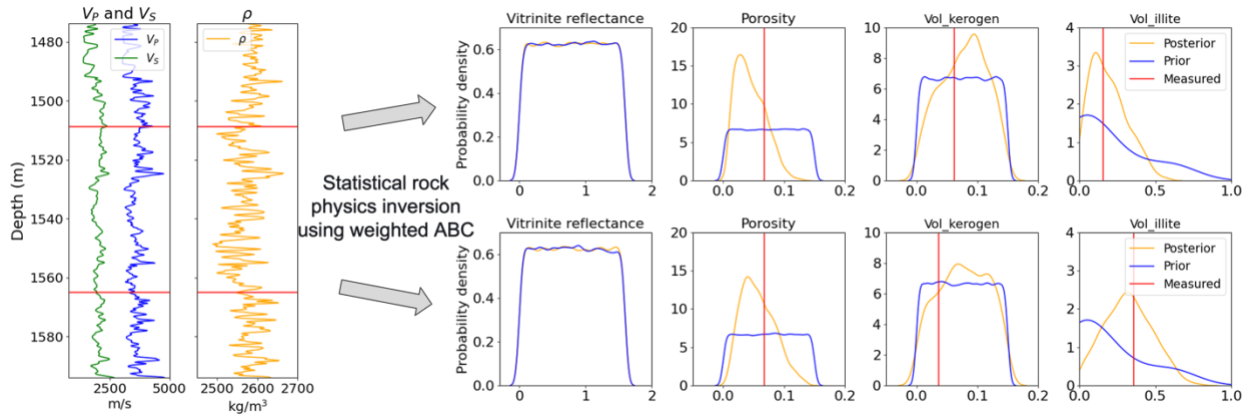 V_P and V_S
ρ
V_P
V_S
ρ
Depth (m)
1480
1500
1520
1540
1560
1580
2500 5000
m/s
2500 2600 2700
kg/m³
Statistical rock
physics inversion
using weighted ABC
Vitrinite reflectance
Porosity
Vol_kerogen
Vol_illite
Probability density
0.6
0.4
0.2
0.0
0 1 2
20
15
10
5
0
0.0 0.1 0.2
10
8
6
4
2
0
0.0 0.1 0.2
4
3
2
1
0
0.0 0.5 1.0
Posterior
Prior
Measured
Vitrinite reflectance
Porosity
Vol_kerogen
Vol_illite
Probability density
0.6
0.4
0.2
0.0
0 1 2
20
15
10
5
0
0.0 0.1 0.2
10
8
6
4
2
0
0.0 0.1 0.2
4
3
2
1
0
0.0 0.5 1.0
Posterior
Prior
Measured